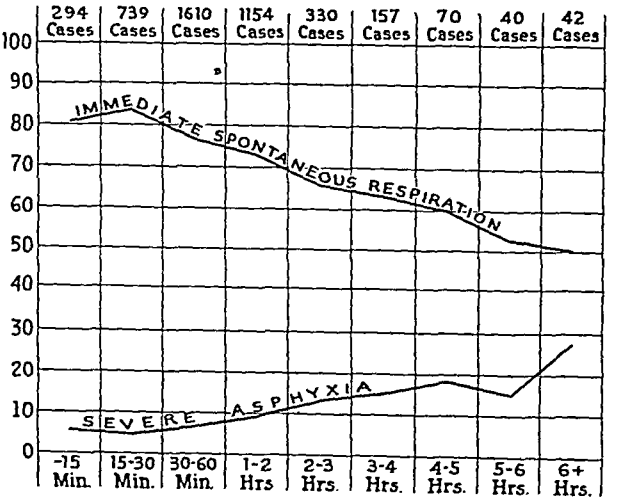 294 739 1610 1154 330 157 70 40 42
Cases Cases Cases Cases Cases Cases Cases Cases Cases
100
90
80
70
60
50
40
30
20
10
0
IMMEDIATE SPONTANEOUS RESPIRATION
SEVERE ASPHYXIA
-15 15-30 30-60 1-2 2-3 3-4 4-5 5-6 6+
Min. Min. Min. Hrs Hrs. Hrs. Hrs. Hrs. Hrs.